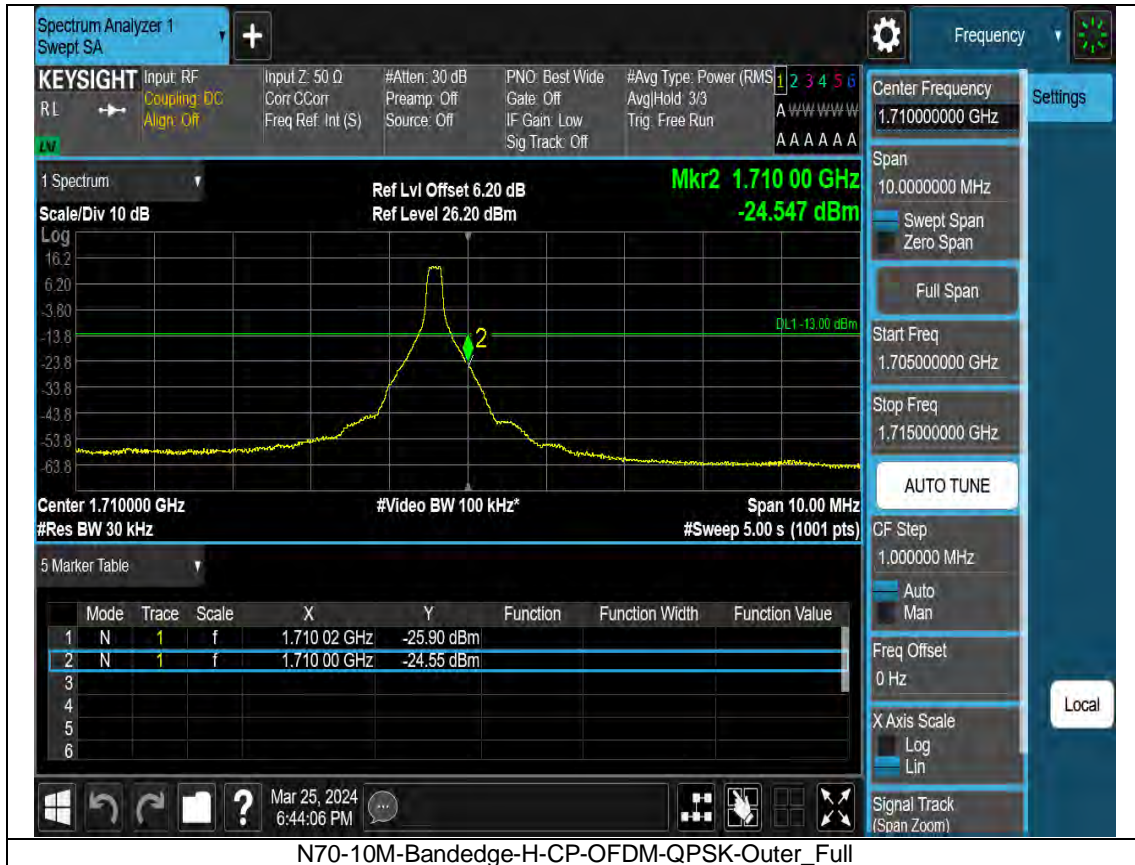 Spectrum Analyzer 1
Swept SA
Frequency
KEYSIGHT
Input: RF
Coupling: DC
Align: Off
Input Z: 50 Ω
Corr CCorr
Freq Ref: Int (S)
#Atten: 30 dB
Preamp: Off
Source: Off
PNO: Best Wide
Gate: Off
IF Gain: Low
Sig Track: Off
#Avg Type: Power (RMS
Avg|Hold: 3/3
Trig: Free Run
1 2 3 4 5 6
A W W W W W
A A A A A A
RL
LXI
Center Frequency
1.710000000 GHz
Settings
Span
10.0000000 MHz
Swept Span
Zero Span
Full Span
Start Freq
1.705000000 GHz
Stop Freq
1.715000000 GHz
AUTO TUNE
CF Step
1.000000 MHz
Auto
Man
Freq Offset
0 Hz
X Axis Scale
Log
Lin
Signal Track
(Span Zoom)
Local
1 Spectrum
Scale/Div 10 dB
Log
Ref Lvl Offset 6.20 dB
Ref Level 26.20 dBm
Mkr2 1.710 00 GHz
-24.547 dBm
16.2
6.20
-3.80
-13.8
-23.8
-33.8
-43.8
-53.8
-63.8
DL1 -13.00 dBm
2
Center 1.710000 GHz
#Res BW 30 kHz
#Video BW 100 kHz*
Span 10.00 MHz
#Sweep 5.00 s (1001 pts)
5 Marker Table
Mode Trace Scale X Y Function Function Width Function Value
1 N 1 f 1.710 02 GHz -25.90 dBm
2 N 1 f 1.710 00 GHz -24.55 dBm
3
4
5
6
?
Mar 25, 2024
6:44:06 PM
N70-10M-Bandedge-H-CP-OFDM-QPSK-Outer_Full